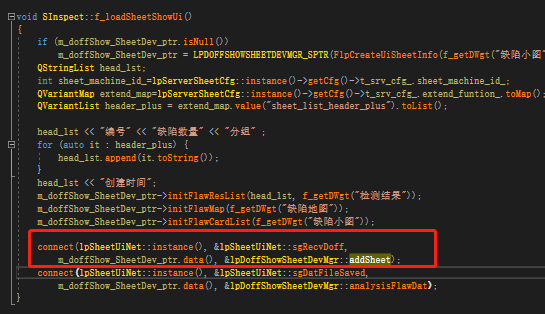 void SInspect::f_loadSheetShowUi()
{
if (m_doffShow_SheetDev_ptr.isNull())
m_doffShow_SheetDev_ptr = LPDOFFSHOWSHEETDEVMGR_SPTR(FlpCreateUiSheetInfo(f_getDWgt("缺陷小图"
QStringList head_lst;
int sheet_machine_id_=lpServerSheetCfg::instance()->getCfg()->t_srv_cfg_.sheet_machine_id_;
QVariantMap extend_map=lpServerSheetCfg::instance()->getCfg()->t_srv_cfg_.extend_funtion_.toMap();
QVariantList header_plus = extend_map.value("sheet_list_header_plus").toList();
head_lst << "编号" << "缺陷数量" << "分组" ;
for (auto it : header_plus) {
head_lst.append(it.toString());
}
head_lst << "创建时间";
m_doffShow_SheetDev_ptr->initFlawResList(head_lst, f_getDWgt("检测结果"));
m_doffShow_SheetDev_ptr->initFlawMap(f_getDWgt("缺陷地图"));
m_doffShow_SheetDev_ptr->initFlawCardList(f_getDWgt("缺陷小图"));
connect(lpSheetUiNet::instance(), &lpSheetUiNet::sgRecvDoff,
m_doffShow_SheetDev_ptr.data(), &lpDoffShowSheetDevMgr::addSheet);
connect(lpSheetUiNet::instance(), &lpSheetUiNet::sgDatFileSaved,
m_doffShow_SheetDev_ptr.data(), &lpDoffShowSheetDevMgr::analysisFlawDat);
}